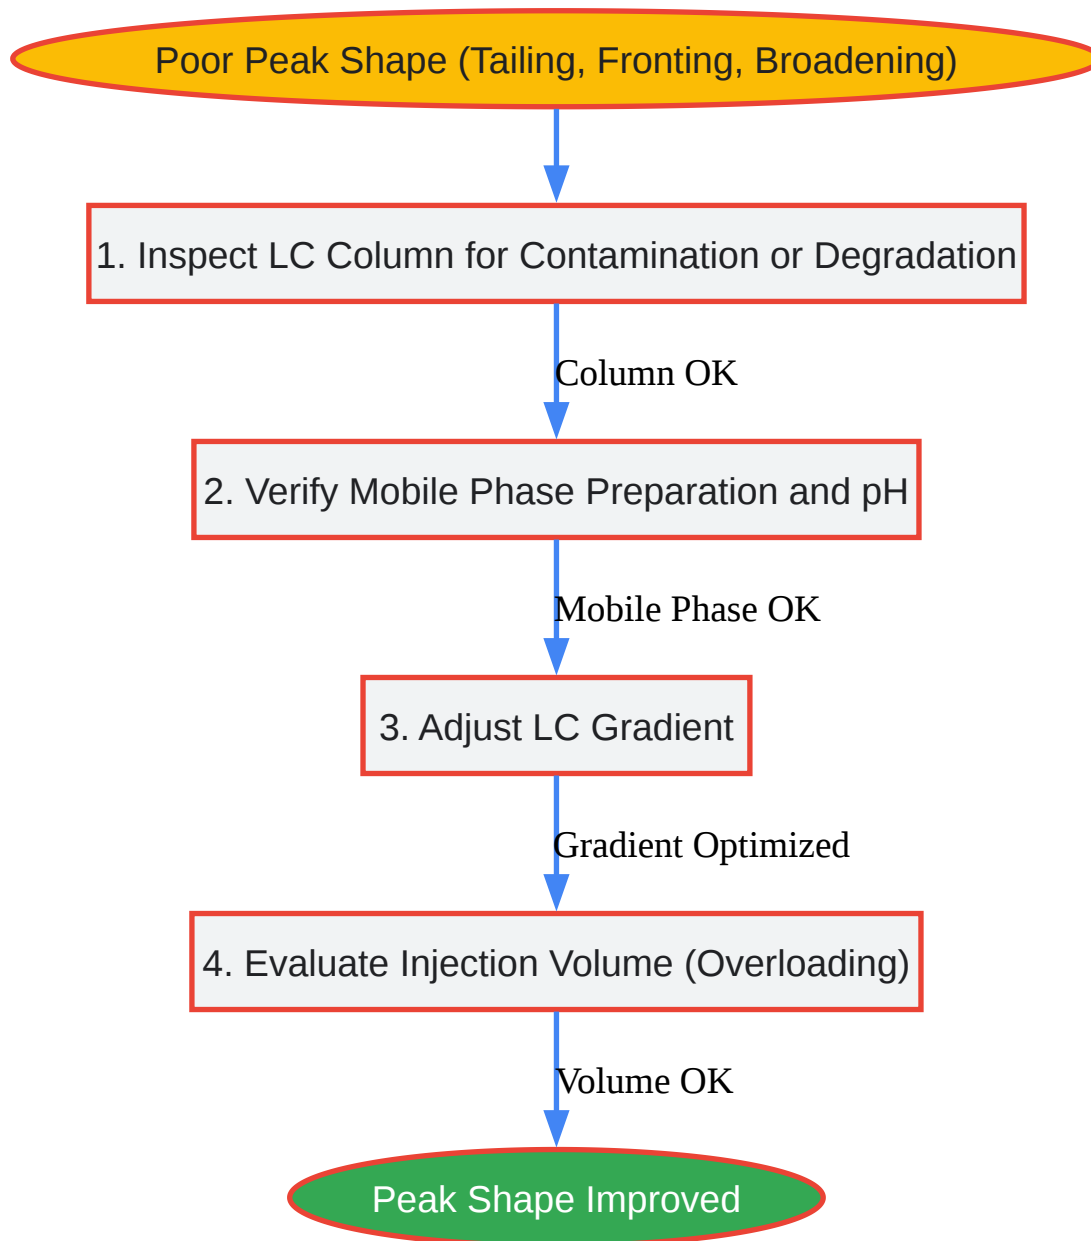 Poor Peak Shape (Tailing, Fronting, Broadening)
1. Inspect LC Column for Contamination or Degradation
Column OK
2. Verify Mobile Phase Preparation and pH
Mobile Phase OK
3. Adjust LC Gradient
Gradient Optimized
4. Evaluate Injection Volume (Overloading)
Volume OK
Peak Shape Improved